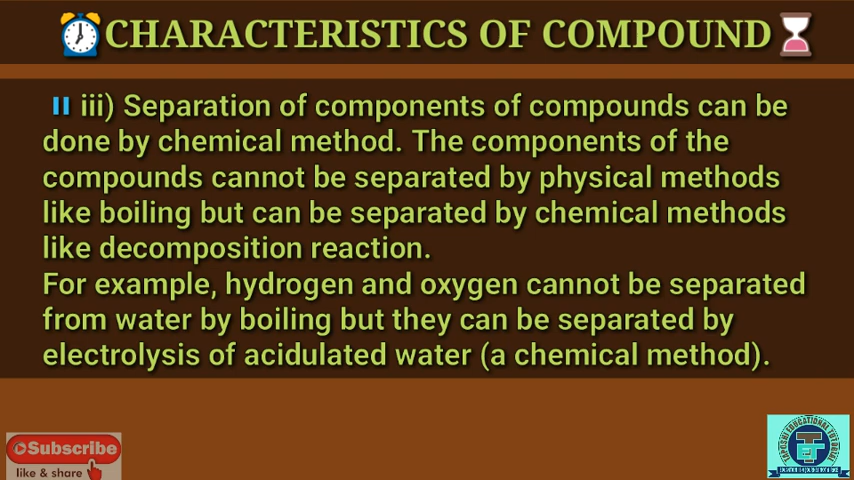 CHARACTERISTICS OF COMPOUND
iii) Separation of components of compounds can be
done by chemical method. The components of the
compounds cannot be separated by physical methods
like boiling but can be separated by chemical methods
like decomposition reaction.
For example, hydrogen and oxygen cannot be separated
from water by boiling but they can be separated by
electrolysis of acidulated water (a chemical method).
Subscribe
like & share
EDUCATIONAL TUTORIAL